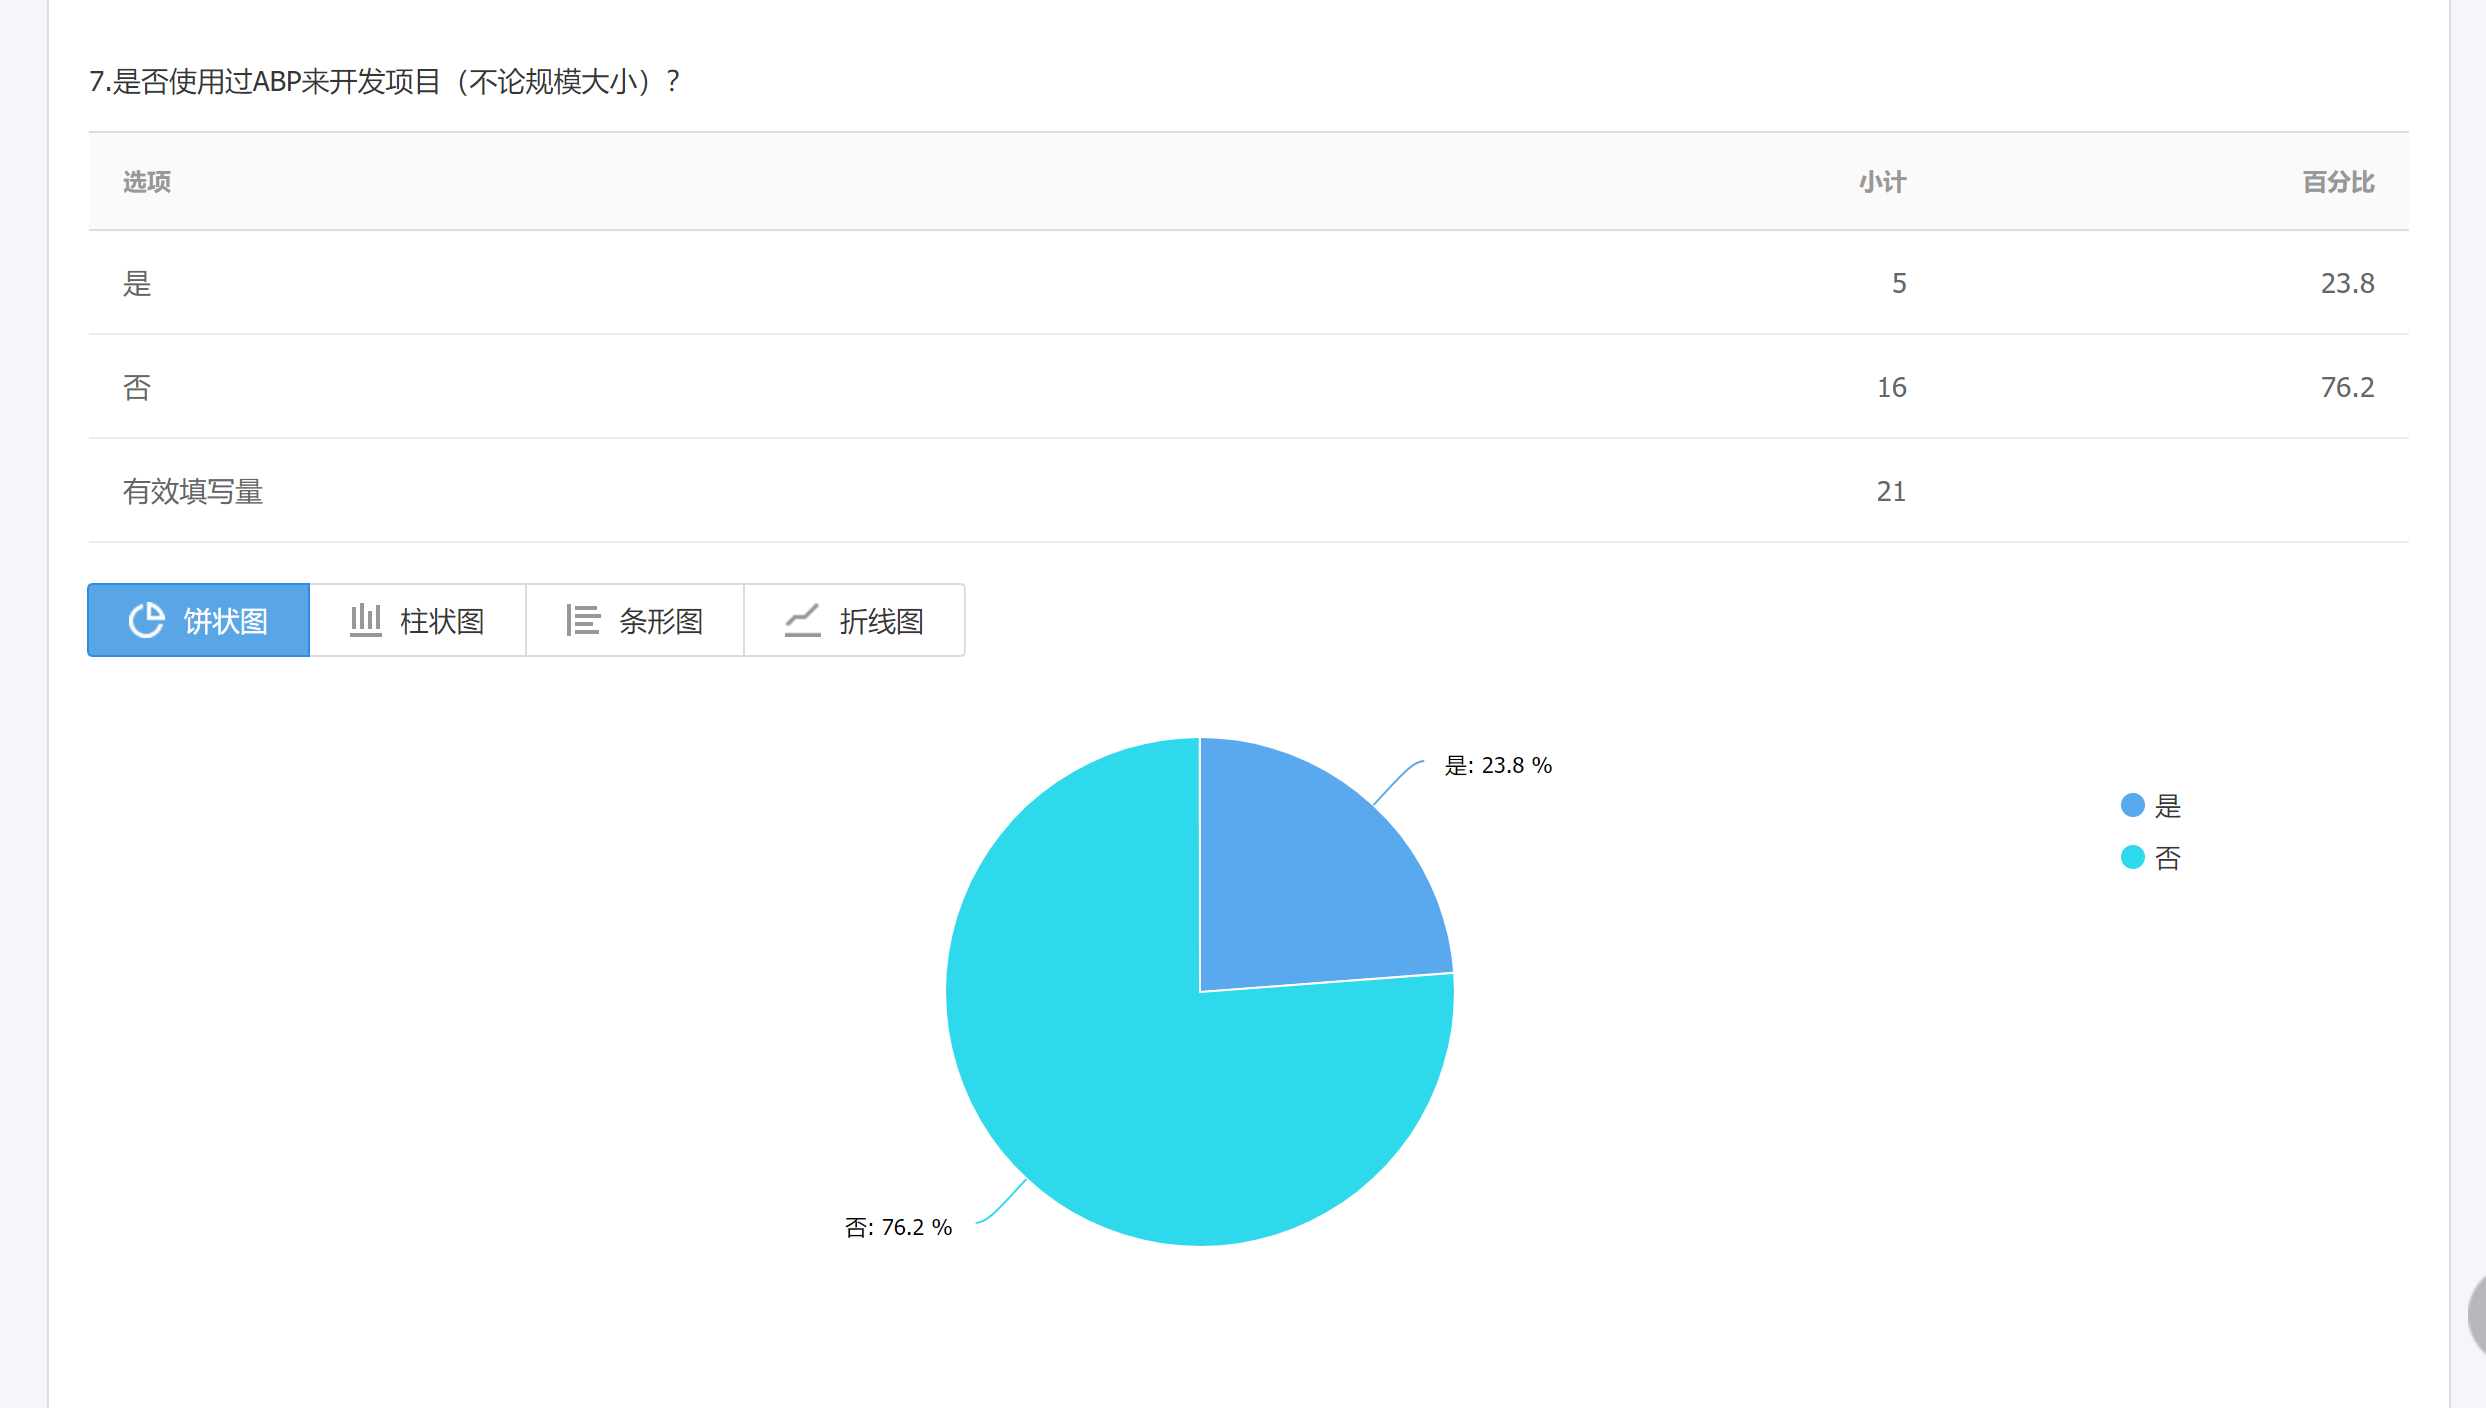 7.是否使用过ABP来开发项目（不论规模大小）?
选项 小计 百分比
是 5 23.8
否 16 76.2
有效填写量 21
饼状图 柱状图 条形图 折线图
是: 23.8 %
是
否
否: 76.2 %